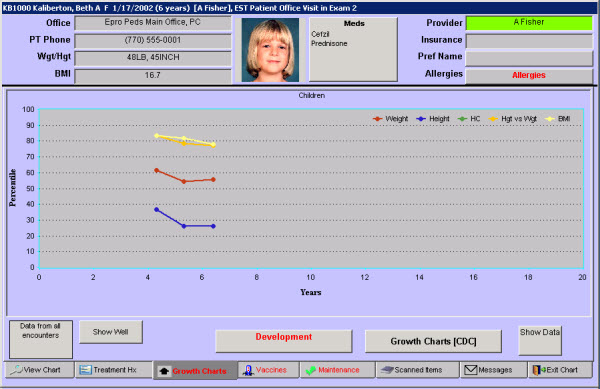 KB1000 Kaliberton, Beth A F 1/17/2002 (6 years) [A Fisher], EST Patient Office Visit in Exam 2
Office Epro Peds Main Office, PC
PT Phone (770) 555-0001
Wgt/Hgt 48LB, 45INCH
BMI 16.7
Meds
Cefzil
Prednisone
Provider A Fisher
Insurance
Pref Name
Allergies Allergies
Children
Weight Height HC Hgt vs Wgt BMI
100
90
80
70
60
50
40
30
20
10
0
Percentile
0 2 4 6 8 10 12 14 16 18 20
Years
Data from all
encounters
Show Well
Development
Growth Charts [CDC]
Show Data
View Chart Treatment Hx Growth Charts Vaccines Maintenance Scanned Items Messages Exit Chart